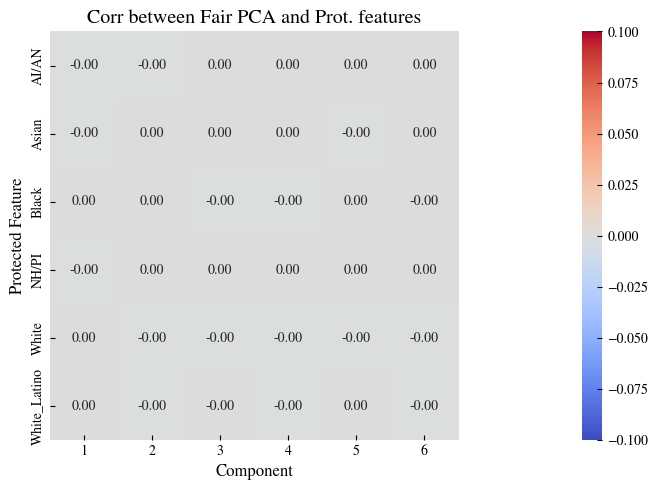 Corr between Fair PCA and Prot. features
Protected Feature
AI/AN -0.00 -0.00 0.00 0.00 0.00 0.00
Asian -0.00 0.00 0.00 0.00 -0.00 0.00
Black 0.00 0.00 -0.00 -0.00 0.00 -0.00
NH/PI -0.00 0.00 0.00 0.00 0.00 0.00
White 0.00 -0.00 -0.00 -0.00 -0.00 -0.00
White_Latino 0.00 -0.00 -0.00 -0.00 0.00 -0.00
1 2 3 4 5 6
Component
0.100
0.075
0.050
0.025
0.000
−0.025
−0.050
−0.075
−0.100